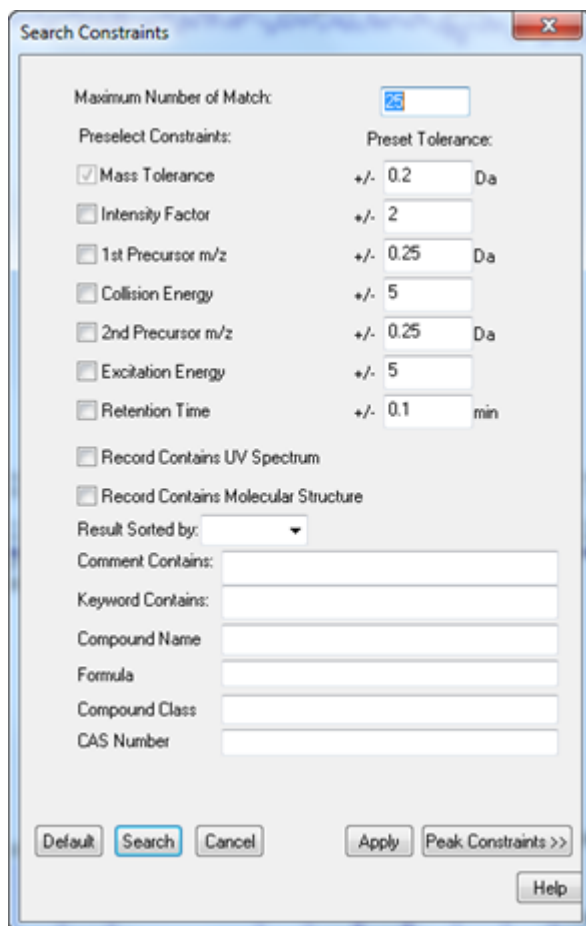 Search Constraints
Maximum Number of Match: 25
Preselect Constraints: Preset Tolerance:
Mass Tolerance +/- 0.2 Da
Intensity Factor +/- 2
1st Precursor m/z +/- 0.25 Da
Collision Energy +/- 5
2nd Precursor m/z +/- 0.25 Da
Excitation Energy +/- 5
Retention Time +/- 0.1 min
Record Contains UV Spectrum
Record Contains Molecular Structure
Result Sorted by:
Comment Contains:
Keyword Contains:
Compound Name
Formula
Compound Class
CAS Number
Default Search Cancel Apply Peak Constraints >>
Help